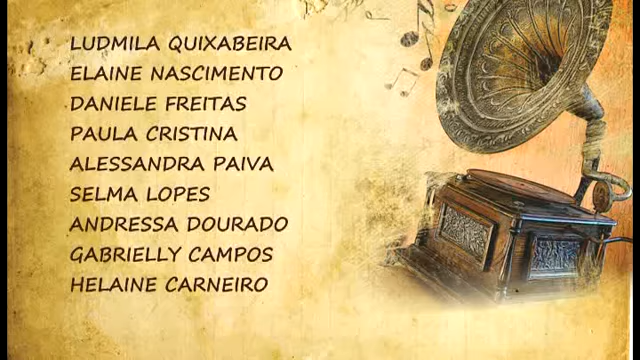 LUDMILA QUIXABEIRA
ELAINE NASCIMENTO
DANIELE FREITAS
PAULA CRISTINA
ALESSANDRA PAIVA
SELMA LOPES
ANDRESSA DOURADO
GABRIELLY CAMPOS
HELAINE CARNEIRO